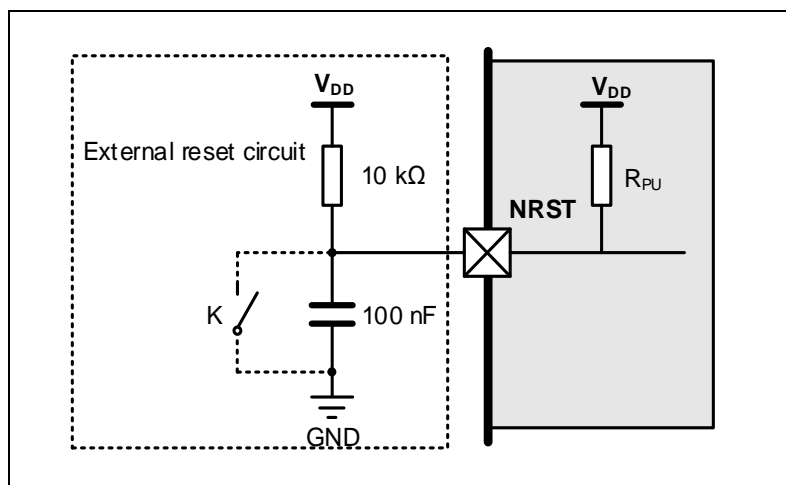 V_DD
External reset circuit
10 kΩ
K
100 nF
GND
V_DD
R_PU
NRST